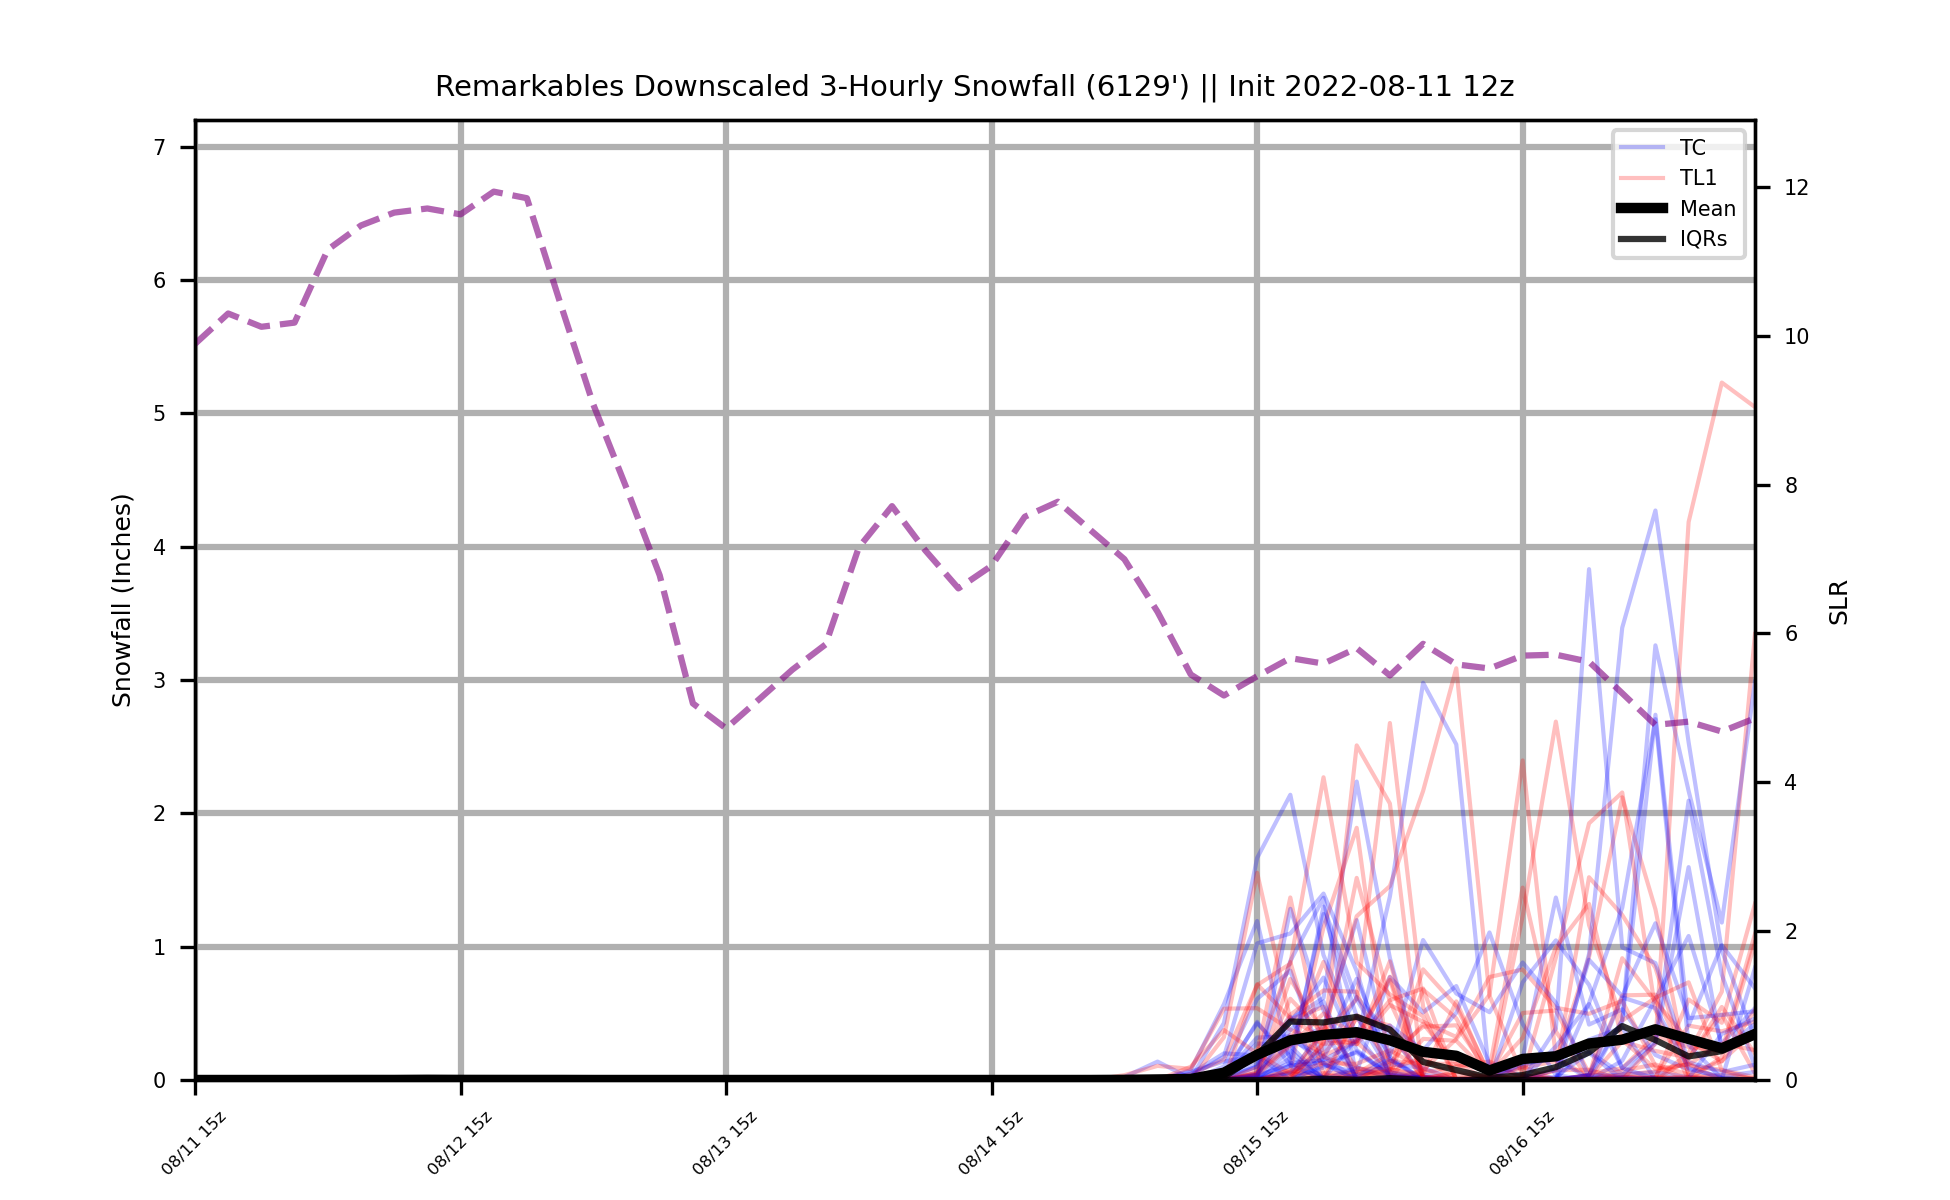 Remarkables Downscaled 3-Hourly Snowfall (6129') || Init 2022-08-11 12z
TC
TL1
Mean
IQRs
Snowfall (Inches)
7
6
5
4
3
2
1
0
12
10
8
6
4
2
0
SLR
08/11 15z
08/12 15z
08/13 15z
08/14 15z
08/15 15z
08/16 15z